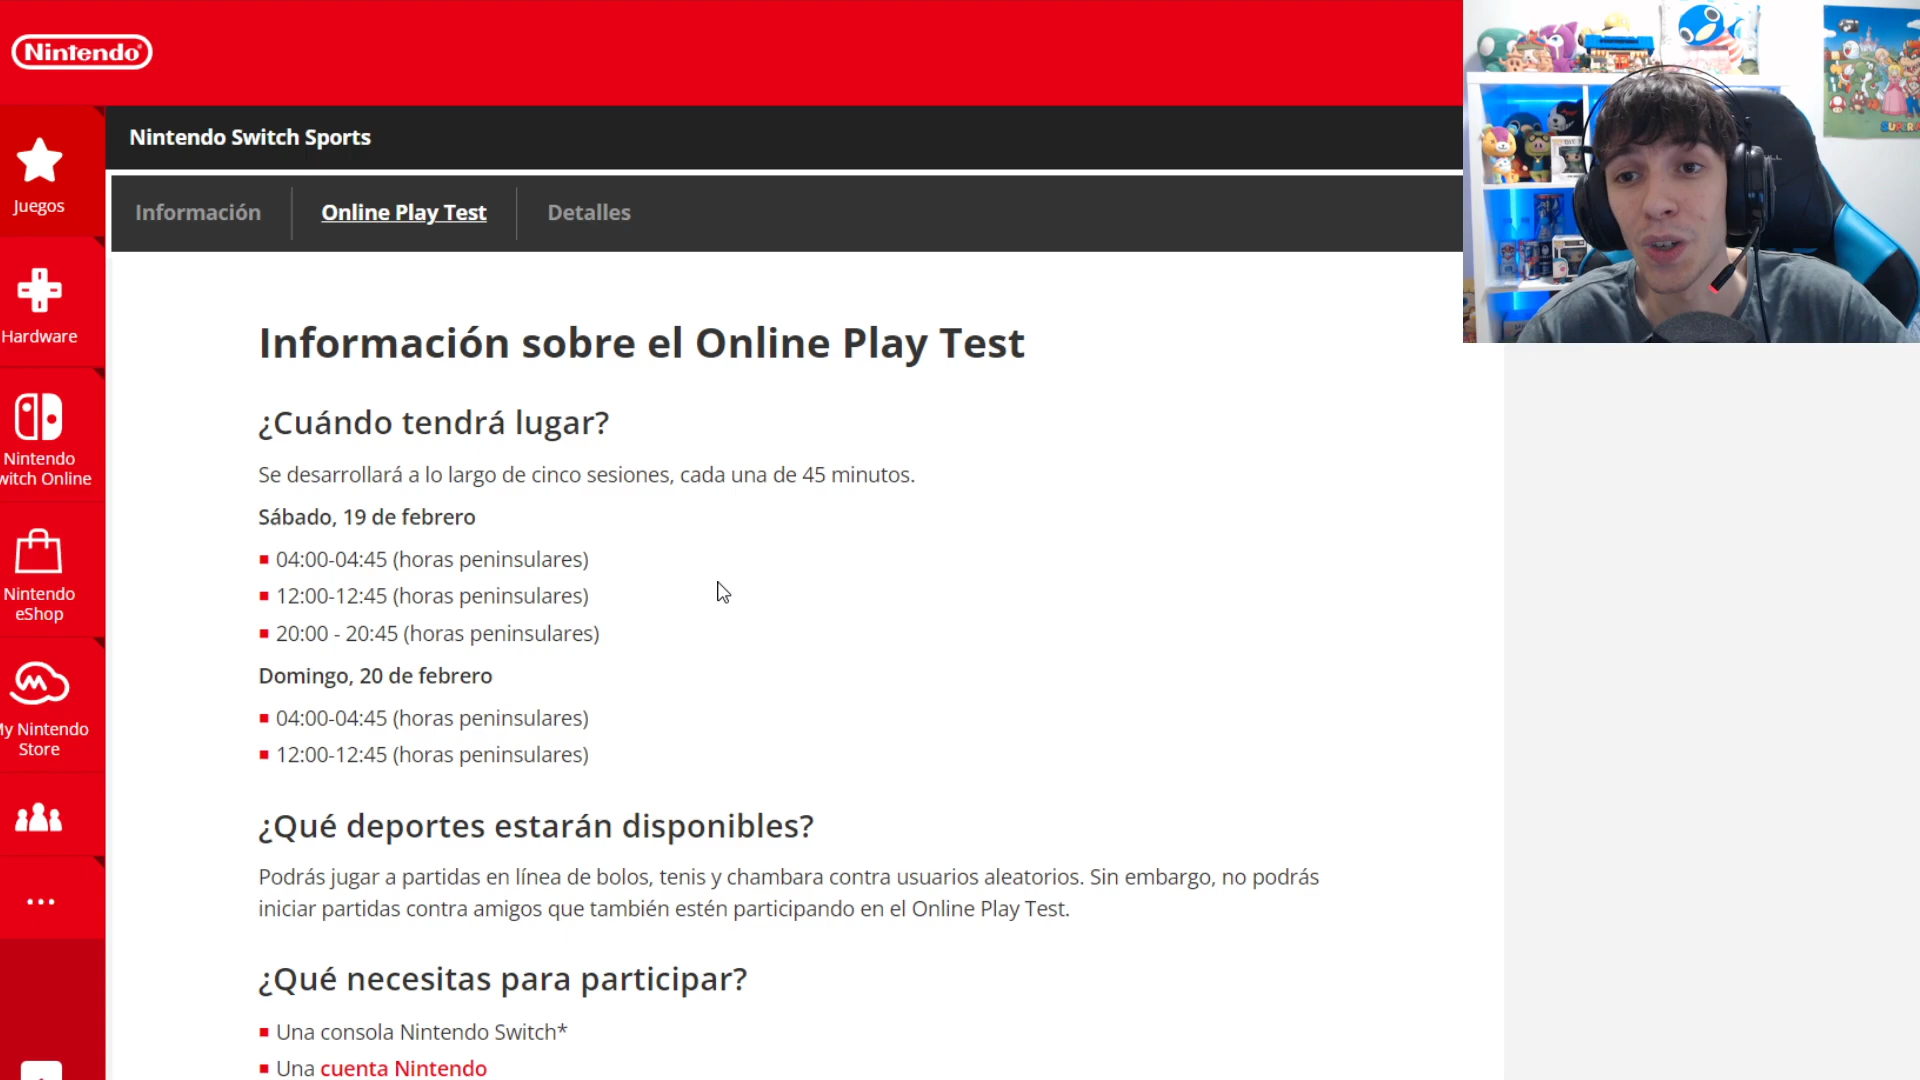 Nintendo
Juegos
Hardware
Nintendo
witch Online
Nintendo
eShop
y Nintendo
Store
Nintendo Switch Sports
Información
Online Play Test
Detalles
Información sobre el Online Play Test
¿Cuándo tendrá lugar?
Se desarrollará a lo largo de cinco sesiones, cada una de 45 minutos.
Sábado, 19 de febrero
04:00-04:45 (horas peninsulares)
12:00-12:45 (horas peninsulares)
20:00 - 20:45 (horas peninsulares)
Domingo, 20 de febrero
04:00-04:45 (horas peninsulares)
12:00-12:45 (horas peninsulares)
¿Qué deportes estarán disponibles?
Podrás jugar a partidas en línea de bolos, tenis y chambara contra usuarios aleatorios. Sin embargo, no podrás
iniciar partidas contra amigos que también estén participando en el Online Play Test.
¿Qué necesitas para participar?
Una consola Nintendo Switch*
Una cuenta Nintendo